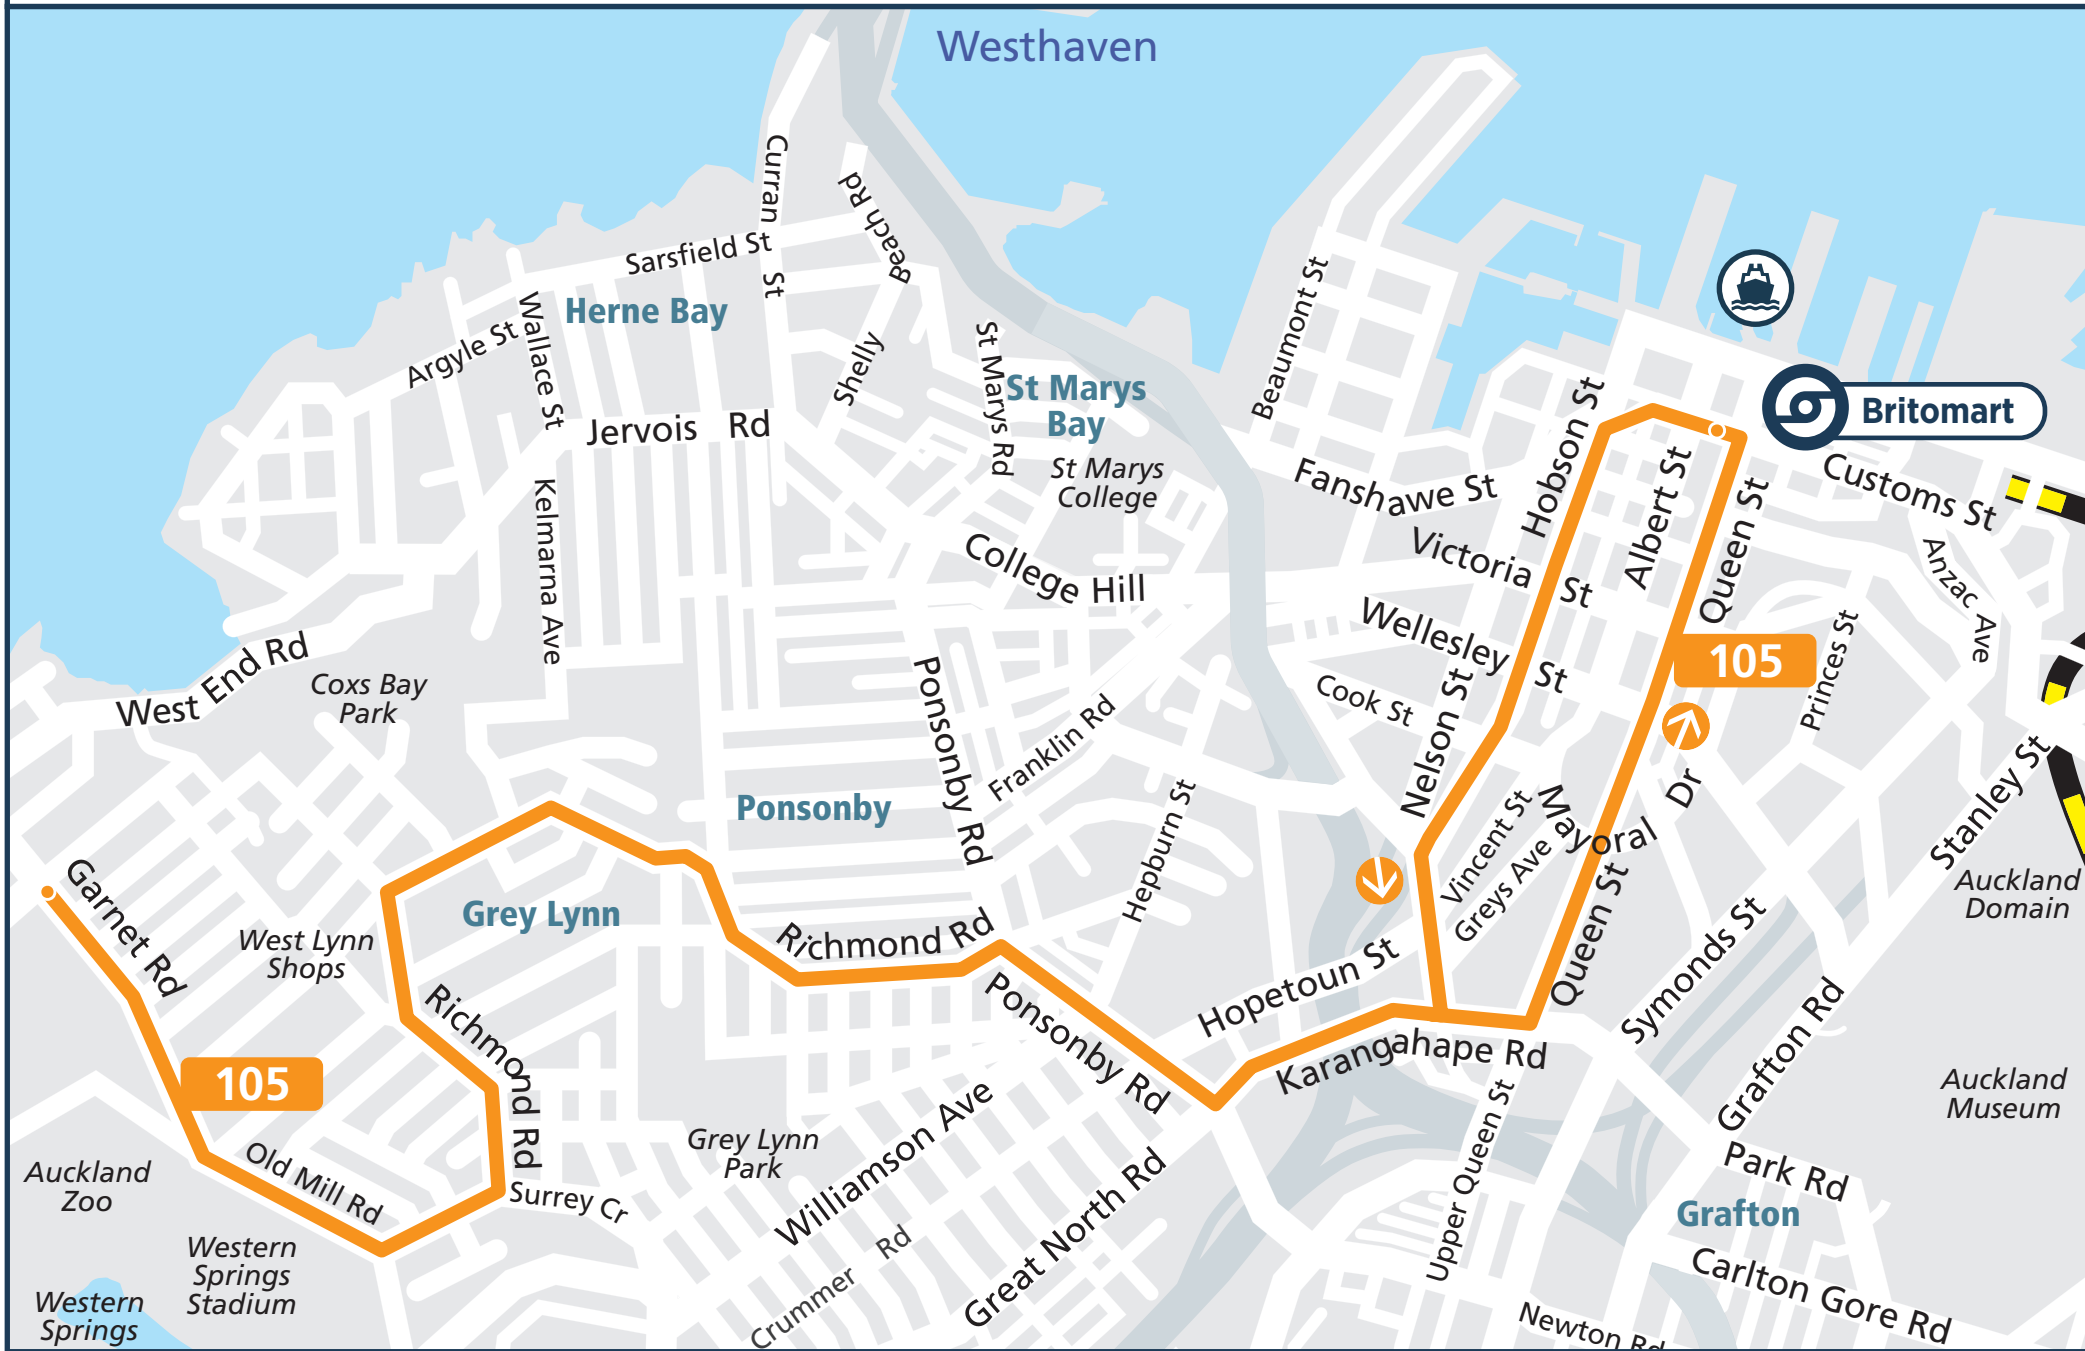 Westhaven
Curran St
Beach Rd
Sarsfield St
Herne Bay
Wallace St
Argyle St
Shelly
St Marys Rd
St Marys
Bay
St Marys
College
Jervois Rd
Beaumont St
Britomart
Hobson St
Albert St
Customs St
Fanshawe St
Kelmarna Ave
Victoria St
Queen St
Anzac Ave
College Hill
Wellesley St
105
Princes St
West End Rd
Coxs Bay
Park
Ponsonby Rd
Franklin Rd
Cook St
Nelson St
Mayoral Dr
Stanley St
Ponsonby
Hepburn St
Vincent St
Greys Ave
Queen St
Auckland
Domain
Garnet Rd
Grey Lynn
West Lynn
Shops
Richmond Rd
Hopetoun St
Symonds St
Richmond Rd
Ponsonby Rd
Karangahape Rd
Grafton Rd
Auckland
Museum
105
Grey Lynn
Park
Williamson Ave
Upper Queen St
Park Rd
Auckland
Zoo
Old Mill Rd
Surrey Cr
Grafton
Western
Springs
Stadium
Crummer Rd
Great North Rd
Carlton Gore Rd
Western
Springs
Newton Rd